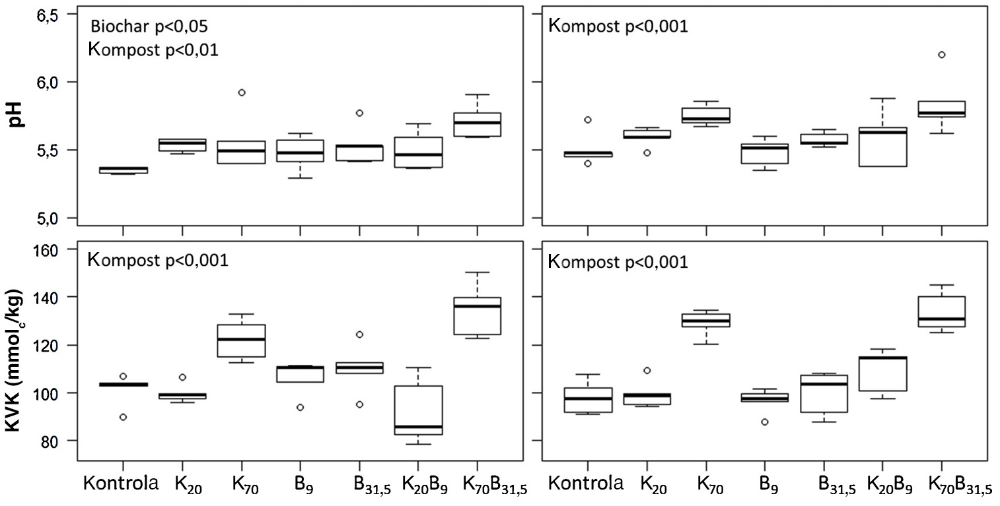 6,5
6,0
5,5
5,0
pH
Biochar p<0,05
Kompost p<0,01
Kompost p<0,001
160
140
120
100
80
KVK (mmolc/kg)
Kompost p<0,001
Kompost p<0,001
Kontrola K20 K70 B9 B31,5 K20B9 K70B31,5
Kontrola K20 K70 B9 B31,5 K20B9 K70B31,5